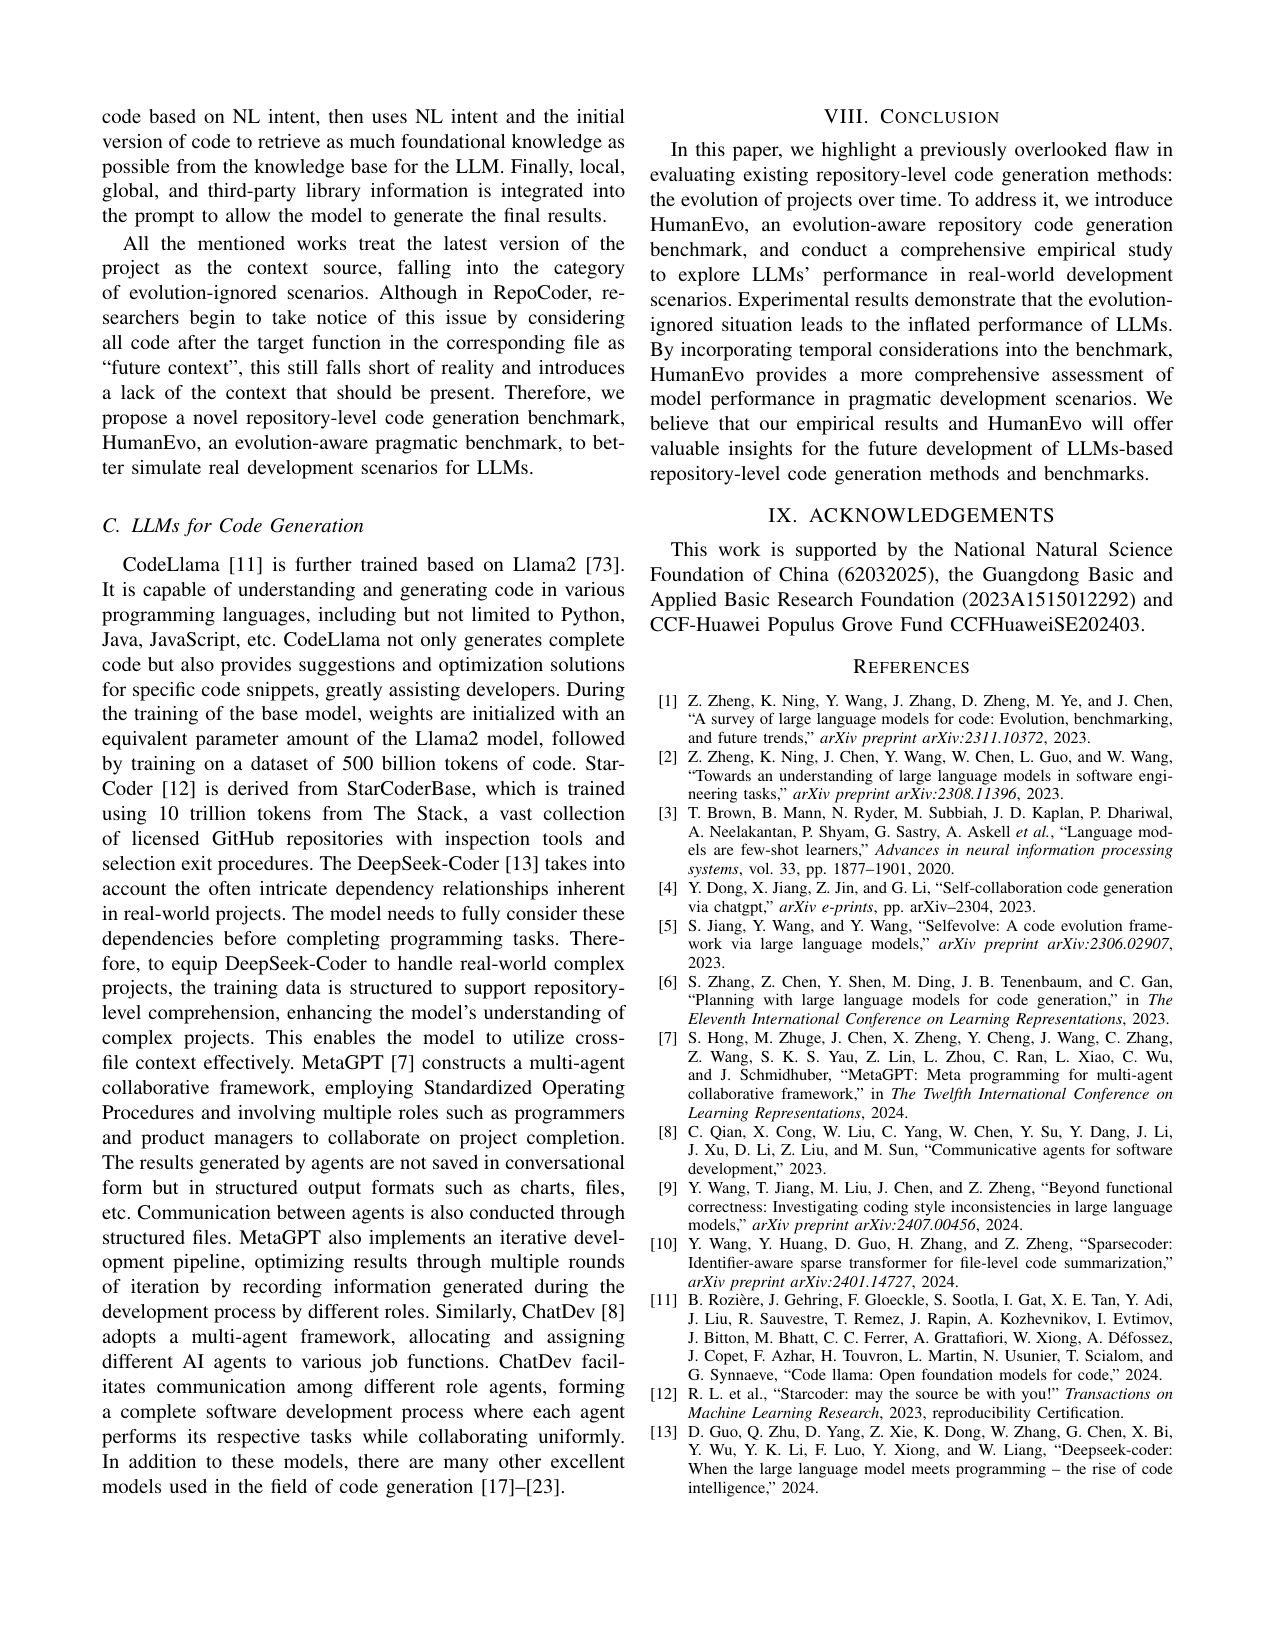 code based on NL intent, then uses NL intent and the initial
version of code to retrieve as much foundational knowledge as
possible from the knowledge base for the LLM. Finally, local,
global, and third-party library information is integrated into
the prompt to allow the model to generate the final results.
All the mentioned works treat the latest version of the
project as the context source, falling into the category
of evolution-ignored scenarios. Although in RepoCoder, re-
searchers begin to take notice of this issue by considering
all code after the target function in the corresponding file as
“future context”, this still falls short of reality and introduces
a lack of the context that should be present. Therefore, we
propose a novel repository-level code generation benchmark,
HumanEvo, an evolution-aware pragmatic benchmark, to bet-
ter simulate real development scenarios for LLMs.
C. LLMs for Code Generation
CodeLlama [11] is further trained based on Llama2 [73].
It is capable of understanding and generating code in various
programming languages, including but not limited to Python,
Java, JavaScript, etc. CodeLlama not only generates complete
code but also provides suggestions and optimization solutions
for specific code snippets, greatly assisting developers. During
the training of the base model, weights are initialized with an
equivalent parameter amount of the Llama2 model, followed
by training on a dataset of 500 billion tokens of code. Star-
Coder [12] is derived from StarCoderBase, which is trained
using 10 trillion tokens from The Stack, a vast collection
of licensed GitHub repositories with inspection tools and
selection exit procedures. The DeepSeek-Coder [13] takes into
account the often intricate dependency relationships inherent
in real-world projects. The model needs to fully consider these
dependencies before completing programming tasks. There-
fore, to equip DeepSeek-Coder to handle real-world complex
projects, the training data is structured to support repository-
level comprehension, enhancing the model’s understanding of
complex projects. This enables the model to utilize cross-
file context effectively. MetaGPT [7] constructs a multi-agent
collaborative framework, employing Standardized Operating
Procedures and involving multiple roles such as programmers
and product managers to collaborate on project completion.
The results generated by agents are not saved in conversational
form but in structured output formats such as charts, files,
etc. Communication between agents is also conducted through
structured files. MetaGPT also implements an iterative devel-
opment pipeline, optimizing results through multiple rounds
of iteration by recording information generated during the
development process by different roles. Similarly, ChatDev [8]
adopts a multi-agent framework, allocating and assigning
different AI agents to various job functions. ChatDev facil-
itates communication among different role agents, forming
a complete software development process where each agent
performs its respective tasks while collaborating uniformly.
In addition to these models, there are many other excellent
models used in the field of code generation [17]–[23].
VIII. CONCLUSION
In this paper, we highlight a previously overlooked flaw in
evaluating existing repository-level code generation methods:
the evolution of projects over time. To address it, we introduce
HumanEvo, an evolution-aware repository code generation
benchmark, and conduct a comprehensive empirical study
to explore LLMs’ performance in real-world development
scenarios. Experimental results demonstrate that the evolution-
ignored situation leads to the inflated performance of LLMs.
By incorporating temporal considerations into the benchmark,
HumanEvo provides a more comprehensive assessment of
model performance in pragmatic development scenarios. We
believe that our empirical results and HumanEvo will offer
valuable insights for the future development of LLMs-based
repository-level code generation methods and benchmarks.
IX. ACKNOWLEDGEMENTS
This work is supported by the National Natural Science
Foundation of China (62032025), the Guangdong Basic and
Applied Basic Research Foundation (2023A1515012292) and
CCF-Huawei Populus Grove Fund CCFHuaweiSE202403.
REFERENCES
[1] Z. Zheng, K. Ning, Y. Wang, J. Zhang, D. Zheng, M. Ye, and J. Chen,
“A survey of large language models for code: Evolution, benchmarking,
and future trends,” arXiv preprint arXiv:2311.10372, 2023.
[2] Z. Zheng, K. Ning, J. Chen, Y. Wang, W. Chen, L. Guo, and W. Wang,
“Towards an understanding of large language models in software engi-
neering tasks,” arXiv preprint arXiv:2308.11396, 2023.
[3] T. Brown, B. Mann, N. Ryder, M. Subbiah, J. D. Kaplan, P. Dhariwal,
A. Neelakantan, P. Shyam, G. Sastry, A. Askell et al., “Language mod-
els are few-shot learners,” Advances in neural information processing
systems, vol. 33, pp. 1877–1901, 2020.
[4] Y. Dong, X. Jiang, Z. Jin, and G. Li, “Self-collaboration code generation
via chatgpt,” arXiv e-prints, pp. arXiv–2304, 2023.
[5] S. Jiang, Y. Wang, and Y. Wang, “Selfevolve: A code evolution frame-
work via large language models,” arXiv preprint arXiv:2306.02907,
2023.
[6] S. Zhang, Z. Chen, Y. Shen, M. Ding, J. B. Tenenbaum, and C. Gan,
“Planning with large language models for code generation,” in The
Eleventh International Conference on Learning Representations, 2023.
[7] S. Hong, M. Zhuge, J. Chen, X. Zheng, Y. Cheng, J. Wang, C. Zhang,
Z. Wang, S. K. S. Yau, Z. Lin, L. Zhou, C. Ran, L. Xiao, C. Wu,
and J. Schmidhuber, “MetaGPT: Meta programming for multi-agent
collaborative framework,” in The Twelfth International Conference on
Learning Representations, 2024.
[8] C. Qian, X. Cong, W. Liu, C. Yang, W. Chen, Y. Su, Y. Dang, J. Li,
J. Xu, D. Li, Z. Liu, and M. Sun, “Communicative agents for software
development,” 2023.
[9] Y. Wang, T. Jiang, M. Liu, J. Chen, and Z. Zheng, “Beyond functional
correctness: Investigating coding style inconsistencies in large language
models,” arXiv preprint arXiv:2407.00456, 2024.
[10] Y. Wang, Y. Huang, D. Guo, H. Zhang, and Z. Zheng, “Sparsecoder:
Identifier-aware sparse transformer for file-level code summarization,”
arXiv preprint arXiv:2401.14727, 2024.
[11] B. Rozière, J. Gehring, F. Gloeckle, S. Sootla, I. Gat, X. E. Tan, Y. Adi,
J. Liu, R. Sauvestre, T. Remez, J. Rapin, A. Kozhevnikov, I. Evtimov,
J. Bitton, M. Bhatt, C. C. Ferrer, A. Grattafiori, W. Xiong, A. Défossez,
J. Copet, F. Azhar, H. Touvron, L. Martin, N. Usunier, T. Scialom, and
G. Synnaeve, “Code llama: Open foundation models for code,” 2024.
[12] R. L. et al., “Starcoder: may the source be with you!” Transactions on
Machine Learning Research, 2023, reproducibility Certification.
[13] D. Guo, Q. Zhu, D. Yang, Z. Xie, K. Dong, W. Zhang, G. Chen, X. Bi,
Y. Wu, Y. K. Li, F. Luo, Y. Xiong, and W. Liang, “Deepseek-coder:
When the large language model meets programming – the rise of code
intelligence,” 2024.